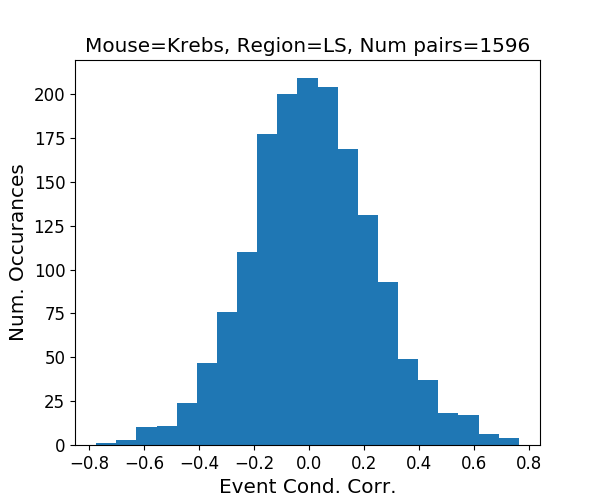 Mouse=Krebs, Region=LS, Num pairs=1596
Num. Occurances
200
175
150
125
100
75
50
25
0
−0.8 −0.6 −0.4 −0.2 0.0 0.2 0.4 0.6 0.8
Event Cond. Corr.